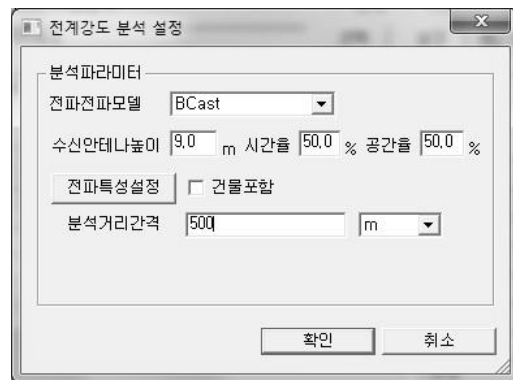 전계강도 분석 설정
분석파라미터
전파전파모델 BCast
수신안테나높이 9,0 m 시간율 50,0 % 공간율 50,0 %
전파특성설정 건물포함
분석거리간격 500 m
확인 취소